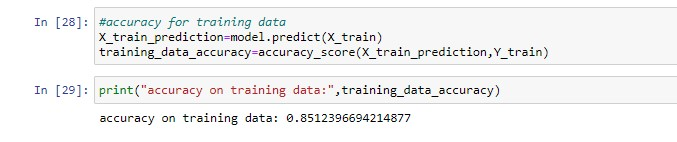 In [28]: #accuracy for training data
X_train_prediction=model.predict(X_train)
training_data_accuracy=accuracy_score(X_train_prediction,Y_train)
In [29]: print("accuracy on training data:",training_data_accuracy)
accuracy on training data: 0.8512396694214877